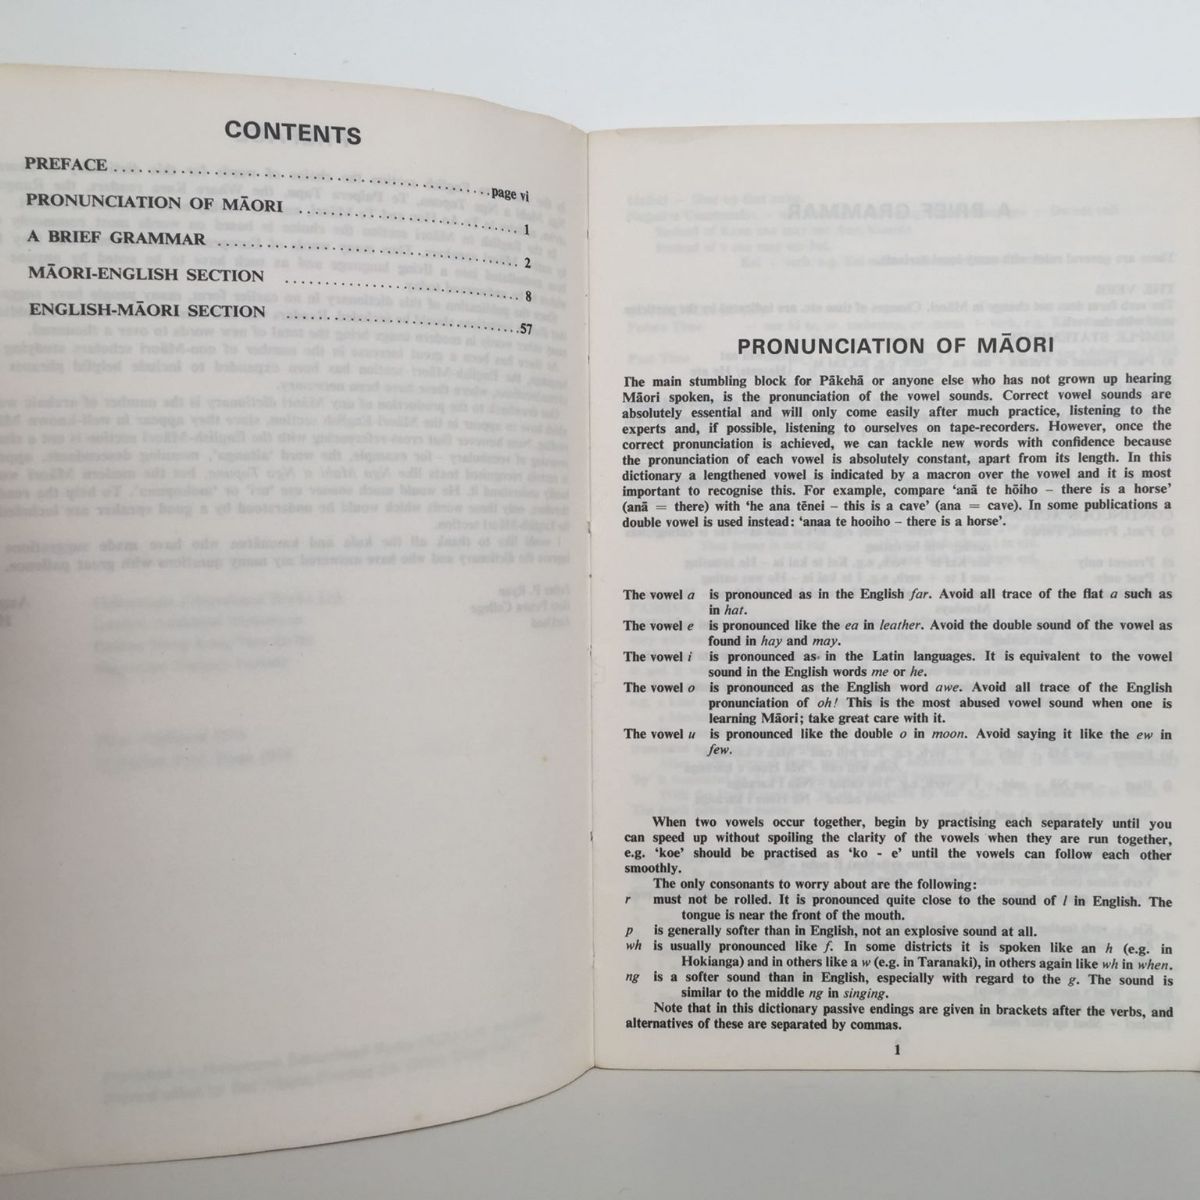 CONTENTS
PREFACE ........................................ page vi
PRONUNCIATION OF MĀORI ........................ 1
A BRIEF GRAMMAR ................................ 2
MĀORI-ENGLISH SECTION ........................ 8
ENGLISH-MĀORI SECTION ........................ 57
PRONUNCIATION OF MĀORI
The main stumbling block for Pākehā or anyone else who has not grown up hearing
Māori spoken, is the pronunciation of the vowel sounds. Correct vowel sounds are
absolutely essential and will only come easily after much practice, listening to the
experts and, if possible, listening to ourselves on tape-recorders. However, once the
correct pronunciation is achieved, we can tackle new words with confidence because
the pronunciation of each vowel is absolutely constant, apart from its length. In this
dictionary a lengthened vowel is indicated by a macron over the vowel and it is most
important to recognise this. For example, compare ‘anā te hōiho – there is a horse’
(anā = there) with ‘he ana tēnei – this is a cave’ (ana = cave). In some publications a
double vowel is used instead: ‘anaa te hooiho – there is a horse’.
The vowel a is pronounced as in the English far. Avoid all trace of the flat a such as
in hat.
The vowel e is pronounced like the ea in leather. Avoid the double sound of the vowel as
found in hay and may.
The vowel i is pronounced as in the Latin languages. It is equivalent to the vowel
sound in the English words me or he.
The vowel o is pronounced as the English word awe. Avoid all trace of the English
pronunciation of oh! This is the most abused vowel sound when one is
learning Māori; take great care with it.
The vowel u is pronounced like the double o in moon. Avoid saying it like the ew in
few.
When two vowels occur together, begin by practising each separately until you
can speed up without spoiling the clarity of the vowels when they are run together,
e.g. ‘koe’ should be practised as ‘ko - e’ until the vowels can follow each other
smoothly.
The only consonants to worry about are the following:
r must not be rolled. It is pronounced quite close to the sound of l in English. The
tongue is near the front of the mouth.
p is generally softer than in English, not an explosive sound at all.
wh is usually pronounced like f. In some districts it is spoken like an h (e.g. in
Hokianga) and in others like a w (e.g. in Taranaki), in others again like wh in when.
ng is a softer sound than in English, especially with regard to the g. The sound is
similar to the middle ng in singing.
Note that in this dictionary passive endings are given in brackets after the verbs, and
alternatives of these are separated by commas.
1